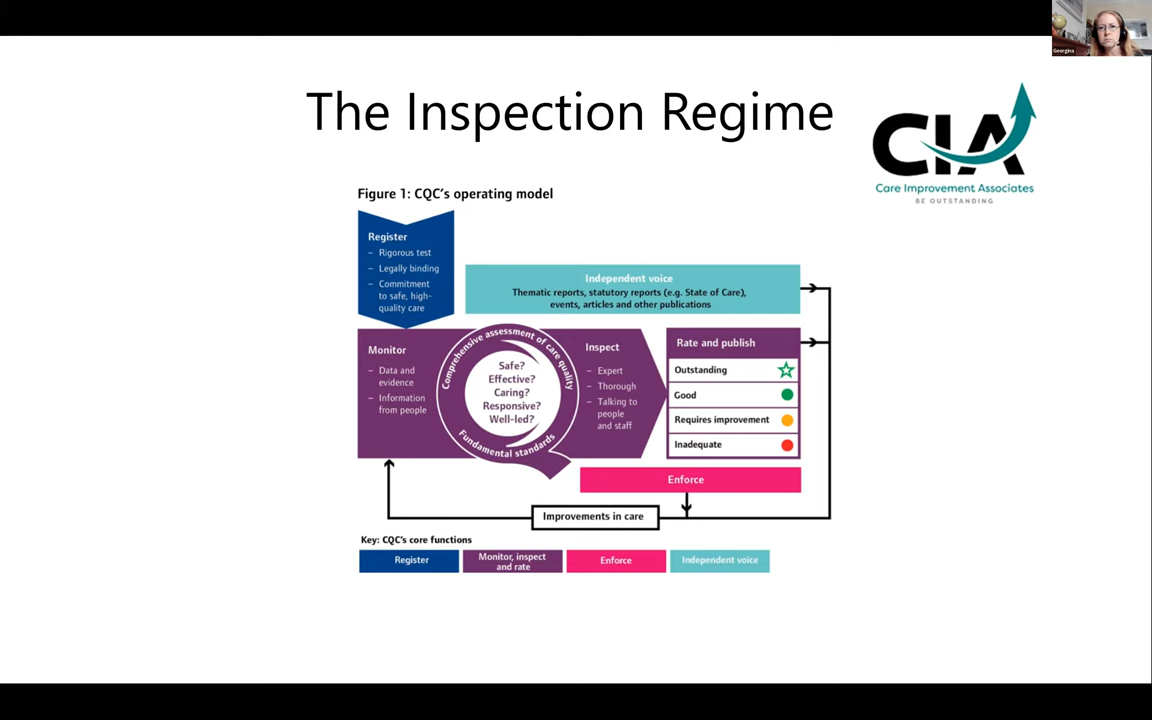 Georgina
The Inspection Regime
CIA
Care Improvement Associates
BE OUTSTANDING
Figure 1: CQC's operating model
Register
– Rigorous test
– Legally binding
– Commitment
to safe, high-
quality care
Independent voice
Thematic reports, statutory reports (e.g. State of Care),
events, articles and other publications
Monitor
– Data and
evidence
– Information
from people
Comprehensive assessment of care quality
Safe?
Effective?
Caring?
Responsive?
Well-led?
Fundamental standards
Inspect
– Expert
– Thorough
– Talking to
people
and staff
Rate and publish
Outstanding
Good
Requires improvement
Inadequate
Enforce
Improvements in care
Key: CQC's core functions
Register
Monitor, inspect
and rate
Enforce
Independent voice